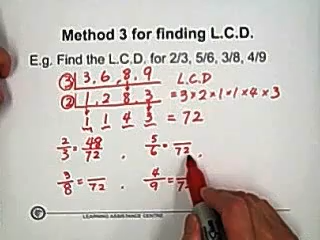 Method 3 for finding L.C.D.
E.g. Find the L.C.D. for 2/3, 5/6, 3/8, 4/9
3 3, 6, 8, 9 L.C.D
2 1, 2, 8, 3 = 3×2×1×1×4×3
1 1 4 3 = 72
2/3 = 48/72 , 5/6 = /72 ,
3/8 = /72 , 4/9 = /72
LEARNING ASSISTANCE CENTRE